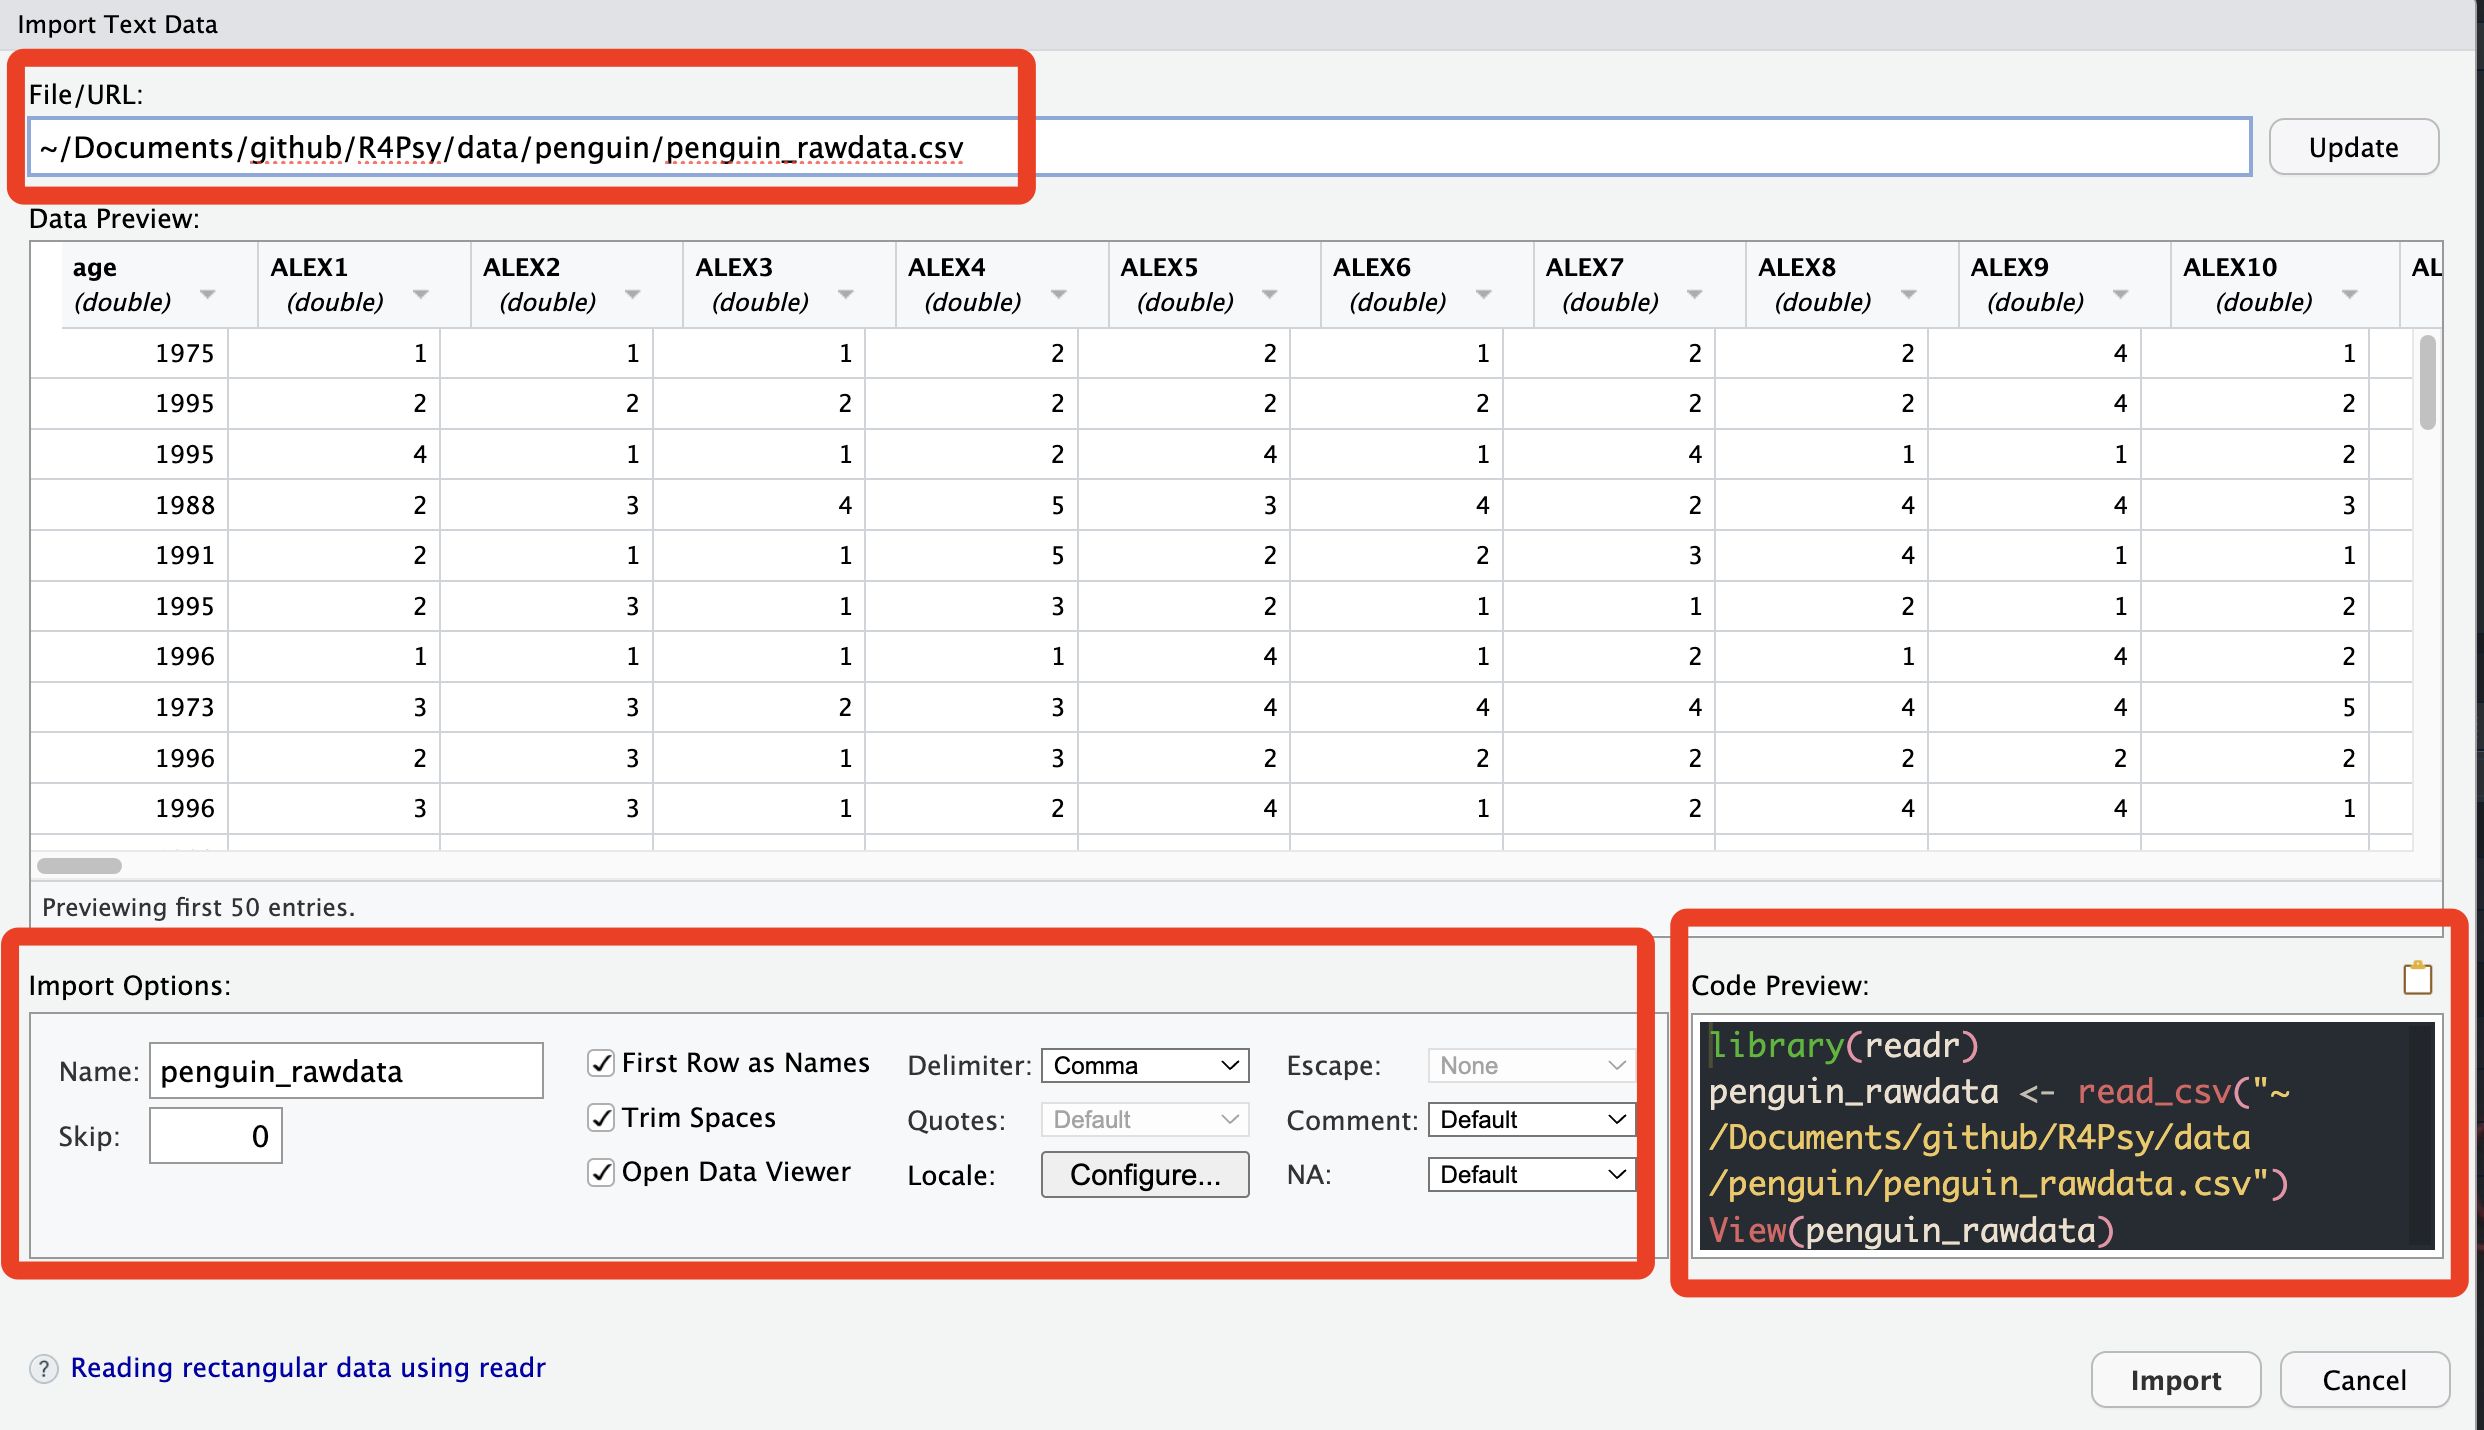 Import Text Data
File/URL:
~/Documents/github/R4Psy/data/penguin/penguin_rawdata.csv
Update
Data Preview:
age ALEX1 ALEX2 ALEX3 ALEX4 ALEX5 ALEX6 ALEX7 ALEX8 ALEX9 ALEX10 AL
(double) (double) (double) (double) (double) (double) (double) (double) (double) (double) (double)
1975 1 1 1 2 2 1 2 2 4 1
1995 2 2 2 2 2 2 2 2 4 2
1995 4 1 1 2 4 1 4 1 1 2
1988 2 3 4 5 3 4 2 4 4 3
1991 2 1 1 5 2 2 3 4 1 1
1995 2 3 1 3 2 1 1 2 1 2
1996 1 1 1 1 4 1 2 1 4 2
1973 3 3 2 3 4 4 4 4 4 5
1996 2 3 1 3 2 2 2 2 2 2
1996 3 3 1 2 4 1 2 4 4 1
Previewing first 50 entries.
Import Options:
Name: penguin_rawdata
Skip: 0
First Row as Names
Trim Spaces
Open Data Viewer
Delimiter: Comma
Quotes: Default
Locale: Configure...
Escape: None
Comment: Default
NA: Default
Code Preview:
library(readr)
penguin_rawdata <- read_csv("~
/Documents/github/R4Psy/data
/penguin/penguin_rawdata.csv")
View(penguin_rawdata)
? Reading rectangular data using readr
Import
Cancel